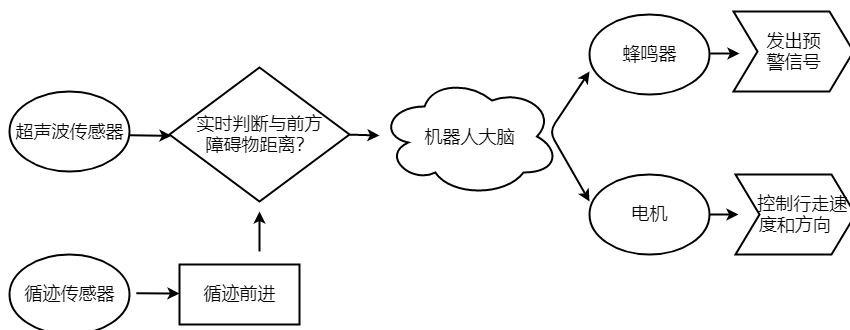 超声波传感器
实时判断与前方
障碍物距离？
机器人大脑
蜂鸣器
发出预
警信号
电机
控制行走速
度和方向
循迹传感器
循迹前进